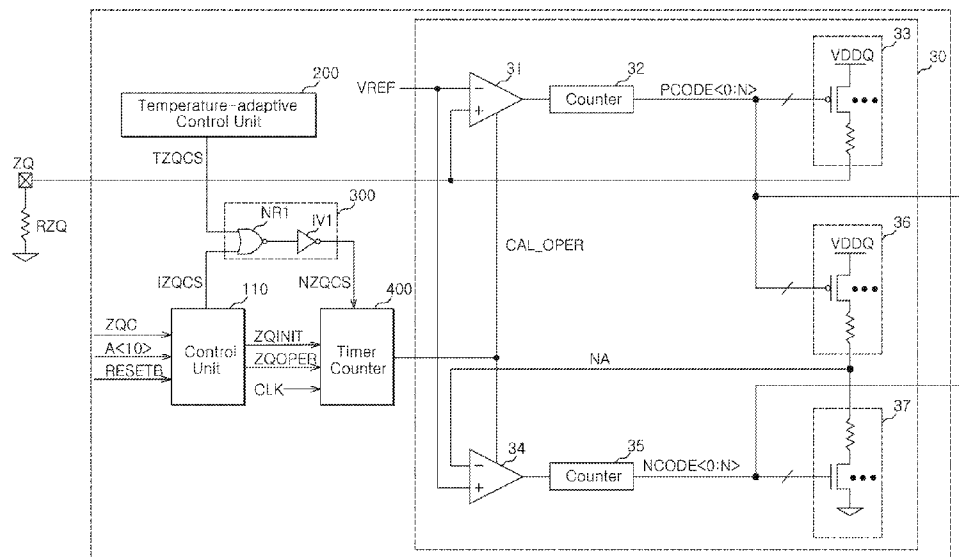 33
30
VDDQ
31
32
VREF
Counter
PCODE<0:N>
200
Temperature-adaptive
Control Unit
TZQCS
ZQ
RZQ
300
NR1
IV1
CAL_OPER
36
VDDQ
IZQCS
NZQCS
110
400
ZQC
A<10>
RESETB
Control
Unit
ZQINIT
ZQOPER
CLK
Timer
Counter
NA
37
34
35
Counter
NCODE<0:N>